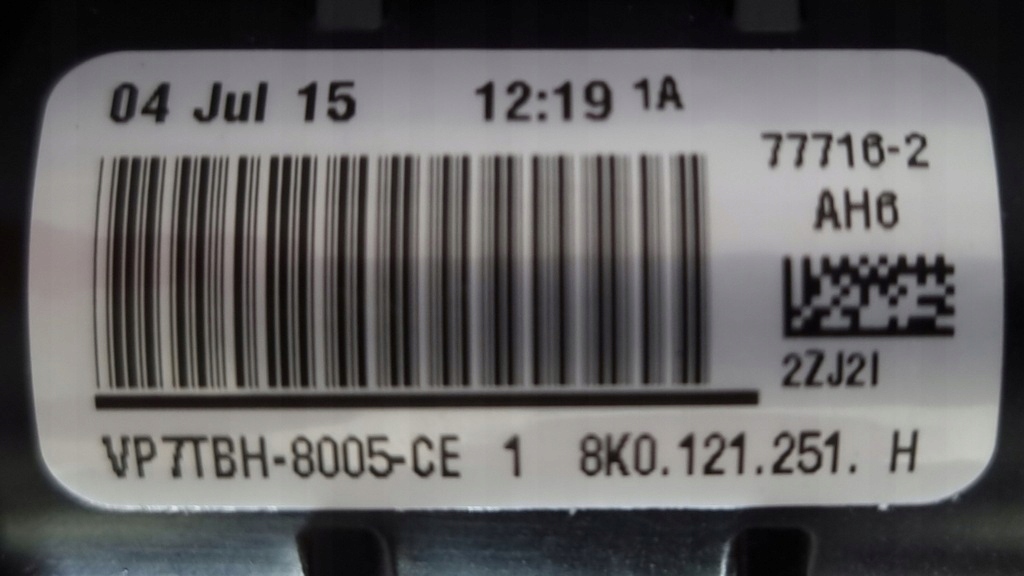 04 Jul 15 12:19 1A
77716-2
AH6
2ZJ2I
VP7TBH-8005-CE 1 8K0.121.251. H